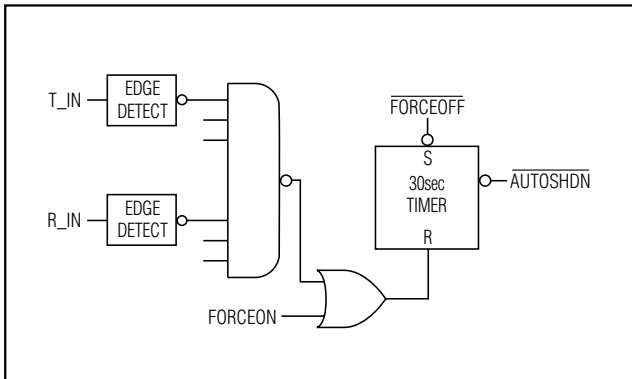 T_IN
EDGE
DETECT
R_IN
EDGE
DETECT
FORCEON
FORCEOFF
S
30sec
TIMER
R
AUTOSHDN